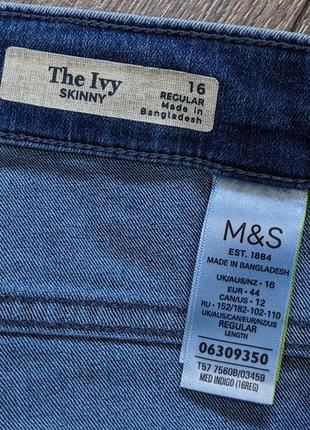 The Ivy
SKINNY
16
REGULAR
Made in
Bangladesh
M&S
EST. 1884
MADE IN BANGLADESH
UK/AUS/NZ • 16
EUR • 44
CAN/US • 12
RU • 152/182-102-110
UK/AUS/CAN/EUR/NZ/US
REGULAR
LENGTH
06309350
T57 7560B/03459
MED INDIGO (16REG)